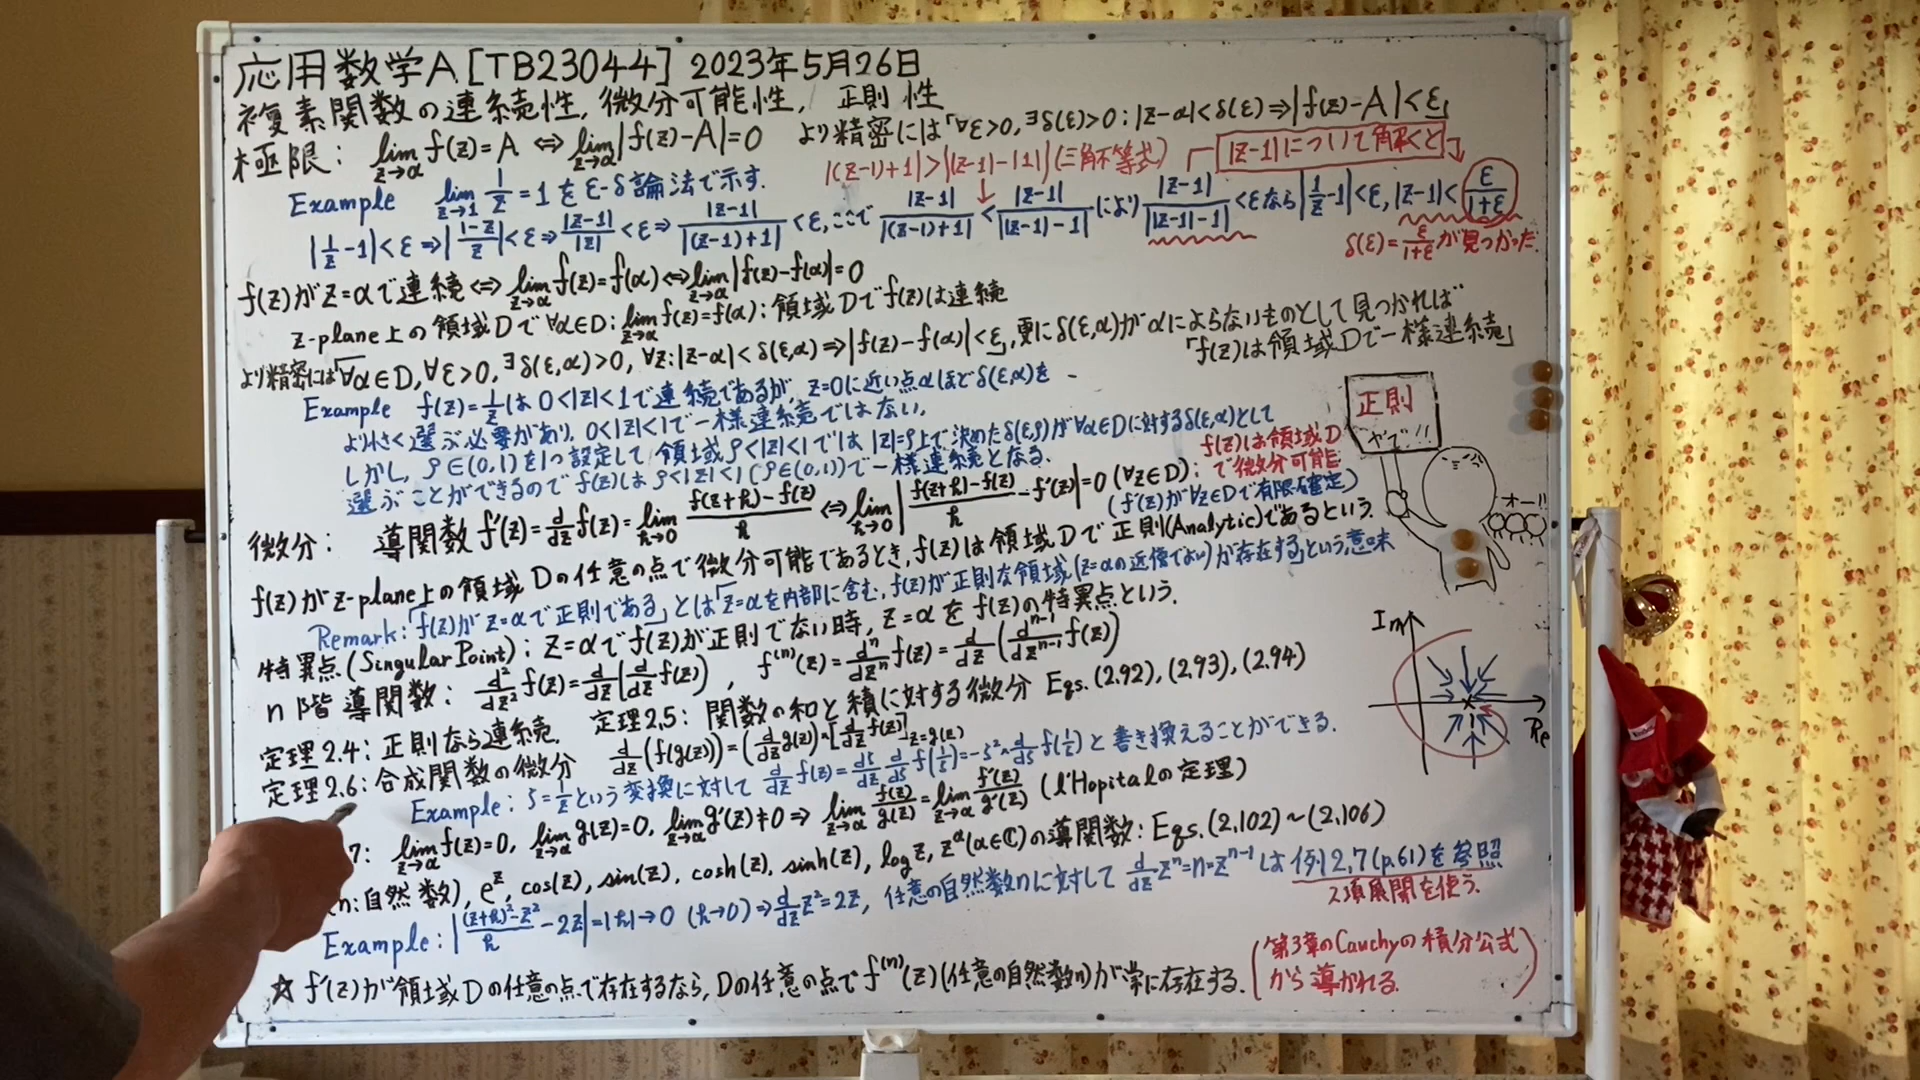 応用数学A [TB23044] 2023年5月26日
複素関数の連続性, 微分可能性, 正則性
極限: lim_{z→α} f(z)=A ⇔ lim_{z→α}|f(z)-A|=0 より精密には「∀ε>0, ∃δ(ε)>0: |z-α|<δ(ε)⇒|f(z)-A|<ε」
|(z-1)+1|>||z-1|-|1|| (三角不等式) |z-1|について解くと
Example lim_{z→1} 1/z=1をε-δ論法で示す.
|1/z-1|<ε⇒|(1-z)/z|<ε⇒|z-1|/|z|<ε⇒|z-1|/|(z-1)+1|<ε, ここで |z-1|/|(z-1)+1|<|z-1|/||z-1|-1|により |z-1|/||z-1|-1|<εなら|1/z-1|<ε, |z-1|<ε/(1+ε)
δ(ε)=ε/(1+ε)が見つかった.
f(z)がz=αで連続⇔lim_{z→α}f(z)=f(α)⇔lim_{z→α}|f(z)-f(α)|=0
z-plane上の領域Dで∀α∈D: lim_{z→α}f(z)=f(α): 領域Dでf(z)は連続
より精密には「∀α∈D, ∀ε>0, ∃δ(ε,α)>0, ∀z: |z-α|<δ(ε,α)⇒|f(z)-f(α)|<ε」, 更にδ(ε,α)がαによらないものとして見つかれば
「f(z)は領域Dで一様連続」
Example f(z)=1/zは0<|z|<1で連続であるが, z=0に近い点αほどδ(ε,α)を
より小さく選ぶ必要があり, 0<|z|<1で一様連続ではない.
しかし, ρ∈(0,1)を1つ設定して領域ρ<|z|<1では|z|=ρ上で決めたδ(ε,ρ)が∀α∈Dに対するδ(ε,α)として
選ぶことができるのでf(z)はρ<|z|<1 (ρ∈(0,1))で一様連続となる.
正則
やで!!
オー!!
微分: 導関数f'(z)=d/dz f(z)=lim_{h→0} (f(z+h)-f(z))/h ⇔ lim_{h→0}|(f(z+h)-f(z))/h-f'(z)|=0 (∀z∈D):
f(z)は領域D
で微分可能
(f'(z)が∀z∈Dで有限確定)
f(z)がz-plane上の領域Dの任意の点で微分可能であるとき, f(z)は領域Dで正則(Analytic)であるという.
Remark: 「f(z)がz=αで正則である」とは「z=αを内部に含む, f(z)が正則な領域(z=αの近傍でよい)が存在する」という意味
特異点(Singular Point): z=αでf(z)が正則でない時, z=αをf(z)の特異点という.
n階導関数: d²/dz² f(z)=d/dz(d/dz f(z)), f^(n)(z)=d^n/dz^n f(z)=d/dz(d^{n-1}/dz^{n-1} f(z))
定理2.4: 正則なら連続. 定理2.5: 関数の和と積に対する微分 Eqs. (2.92), (2.93), (2.94)
定理2.6: 合成関数の微分 d/dz(f(g(z)))=(d/dz g(z))·[d/dz f(z)]_{z=g(z)}
Example: ζ=1/zという変換に対して d/dz f(z)=dζ/dz d/dζ f(1/ζ)=-ζ²·d/dζ f(1/ζ) と書き換えることができる.
7: lim_{z→α}f(z)=0, lim_{z→α}g(z)=0, lim_{z→α}g'(z)≠0⇒ lim_{z→α} f(z)/g(z)=lim_{z→α} f'(z)/g'(z) (l'Hopitalの定理)
(n:自然数), e^z, cos(z), sin(z), cosh(z), sinh(z), log z, z^α(α∈ℂ)の導関数: Eqs. (2.102)~(2.106)
Example: |((z+h)²-z²)/h-2z|=|h|→0 (h→0)⇒d/dz z²=2z, 任意の自然数nに対して d/dz z^n=n=z^{n-1}は例2.7(p.61)を参照
2項展開を使う.
☆ f'(z)が領域Dの任意の点で存在するなら, Dの任意の点でf^(n)(z)(任意の自然数n)が常に存在する.
(第3章のCauchyの積分公式
から導かれる.)
Im
Re
1